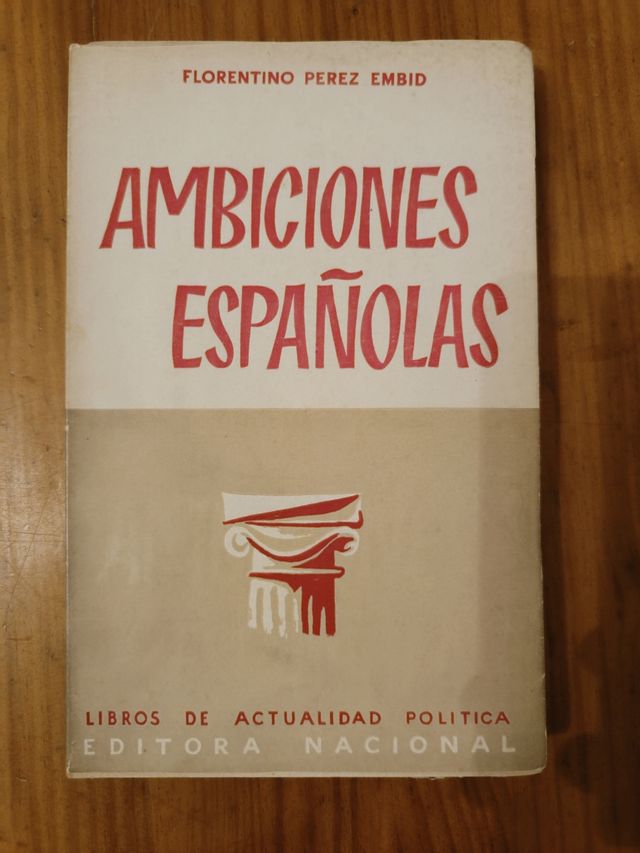 FLORENTINO PEREZ EMBID
AMBICIONES
ESPAÑOLAS
LIBROS DE ACTUALIDAD POLITICA
EDITORA NACIONAL